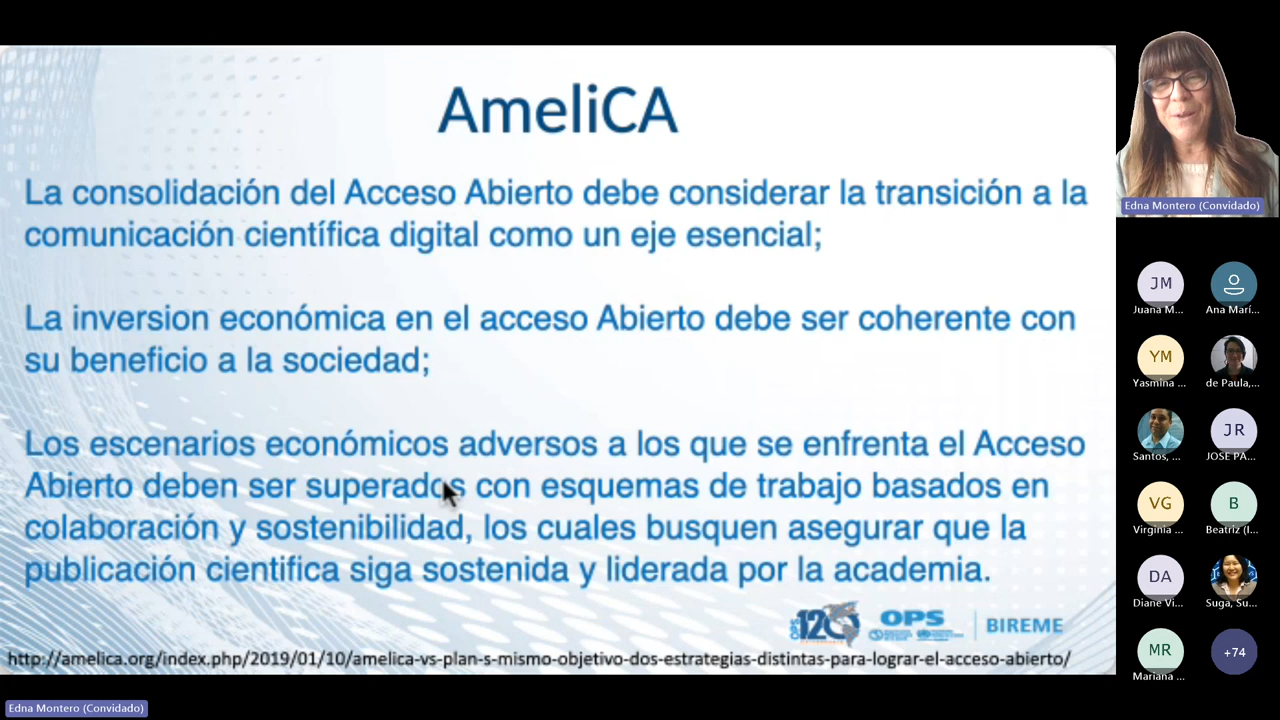 AmeliCA
La consolidación del Acceso Abierto debe considerar la transición a la
comunicación científica digital como un eje esencial;
La inversion económica en el acceso Abierto debe ser coherente con
su beneficio a la sociedad;
Los escenarios económicos adversos a los que se enfrenta el Acceso
Abierto deben ser superados con esquemas de trabajo basados en
colaboración y sostenibilidad, los cuales busquen asegurar que la
publicación cientifica siga sostenida y liderada por la academia.
OPS 120
OPS
BIREME
http://amelica.org/index.php/2019/01/10/amelica-vs-plan-s-mismo-objetivo-dos-estrategias-distintas-para-lograr-el-acceso-abierto/
Edna Montero (Convidado)
Edna Montero (Convidado)
JM
Juana M...
Ana Marí...
YM
Yasmina ...
de Paula,...
Santos, ...
JR
JOSE PA...
VG
Virginia ...
B
Beatriz (I...
DA
Diane Vi...
Suga, Su...
MR
Mariana ...
+74